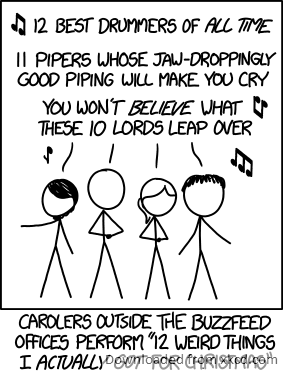 12 BEST DRUMMERS OF ALL TIME
11 PIPERS WHOSE JAW-DROPPINGLY
GOOD PIPING WILL MAKE YOU CRY
YOU WON'T BELIEVE WHAT
THESE 10 LORDS LEAP OVER
CAROLERS OUTSIDE THE BUZZFEED
OFFICES PERFORM "12 WEIRD THINGS
I ACTUALLY GOT FOR CHRISTMAS"
Downloaded from xksd.com